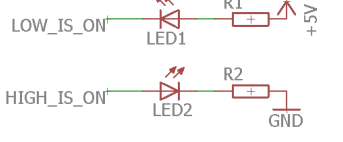 R1
+5V
LOW_IS_ON
LED1
R2
HIGH_IS_ON
LED2
GND